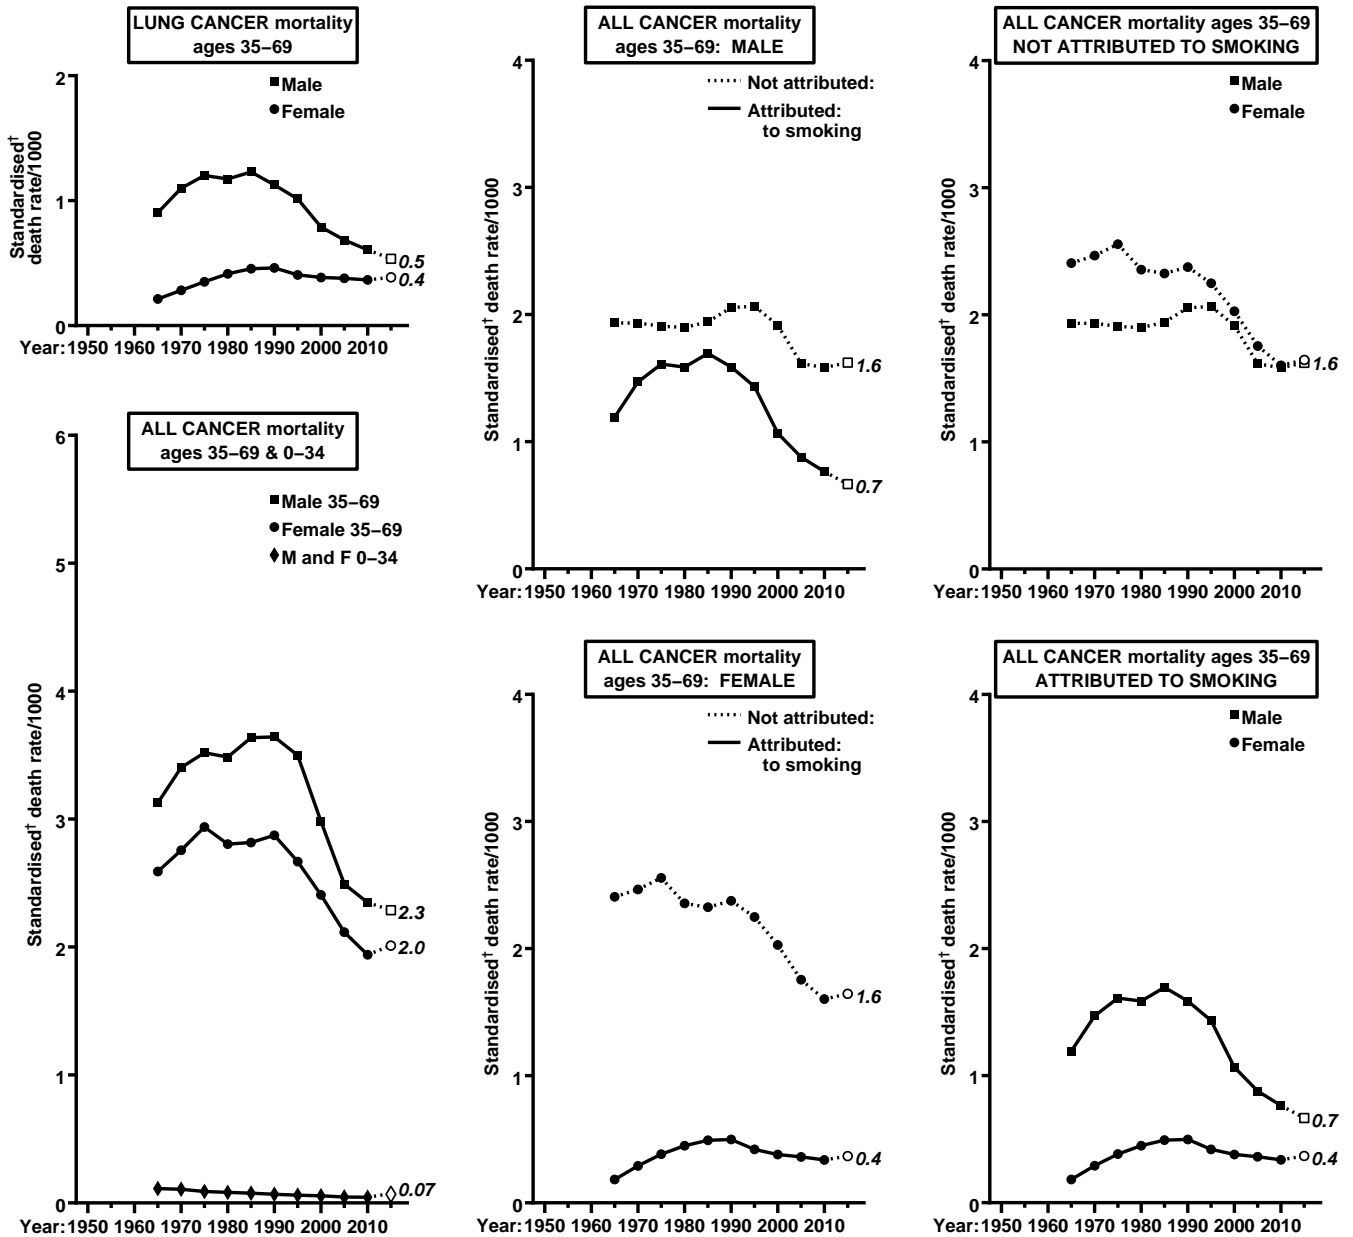 LUNG CANCER mortality
ages 35–69
Male
Female
Standardised†
death rate/1000
2
1
0
Year: 1950 1960 1970 1980 1990 2000 2010
0.5
0.4
ALL CANCER mortality
ages 35–69 & 0–34
Male 35–69
Female 35–69
M and F 0–34
Standardised† death rate/1000
6
5
4
3
2
1
0
Year: 1950 1960 1970 1980 1990 2000 2010
2.3
2.0
0.07
ALL CANCER mortality
ages 35–69: MALE
Not attributed:
Attributed:
to smoking
Standardised† death rate/1000
4
3
2
1
0
Year: 1950 1960 1970 1980 1990 2000 2010
1.6
0.7
ALL CANCER mortality
ages 35–69: FEMALE
Not attributed:
Attributed:
to smoking
Standardised† death rate/1000
4
3
2
1
0
Year: 1950 1960 1970 1980 1990 2000 2010
1.6
0.4
ALL CANCER mortality ages 35–69
NOT ATTRIBUTED TO SMOKING
Male
Female
Standardised† death rate/1000
4
3
2
1
0
Year: 1950 1960 1970 1980 1990 2000 2010
1.6
ALL CANCER mortality ages 35–69
ATTRIBUTED TO SMOKING
Male
Female
Standardised† death rate/1000
4
3
2
1
0
Year: 1950 1960 1970 1980 1990 2000 2010
0.7
0.4